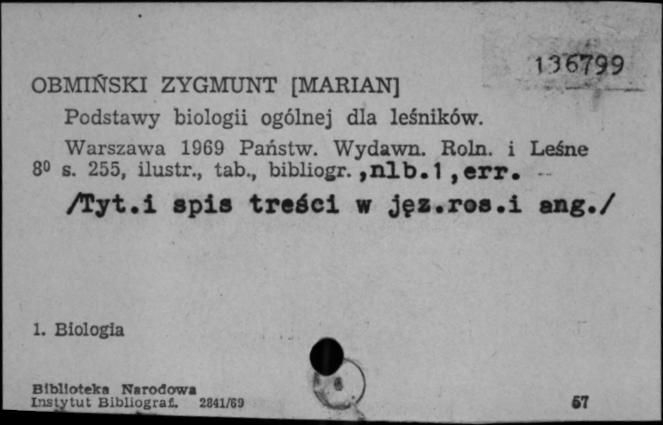 136799
OBMIŃSKI ZYGMUNT [MARIAN]
Podstawy biologii ogólnej dla leśników.
Warszawa 1969 Państw. Wydawn. Roln. i Leśne
8⁰ s. 255, ilustr., tab., bibliogr. ,nlb.1 ,err.
/Tyt.i spis treści w jęz.ros.i ang./
1. Biologia
Biblioteka Narodowa
Instytut Bibliograf. 2841/69
57